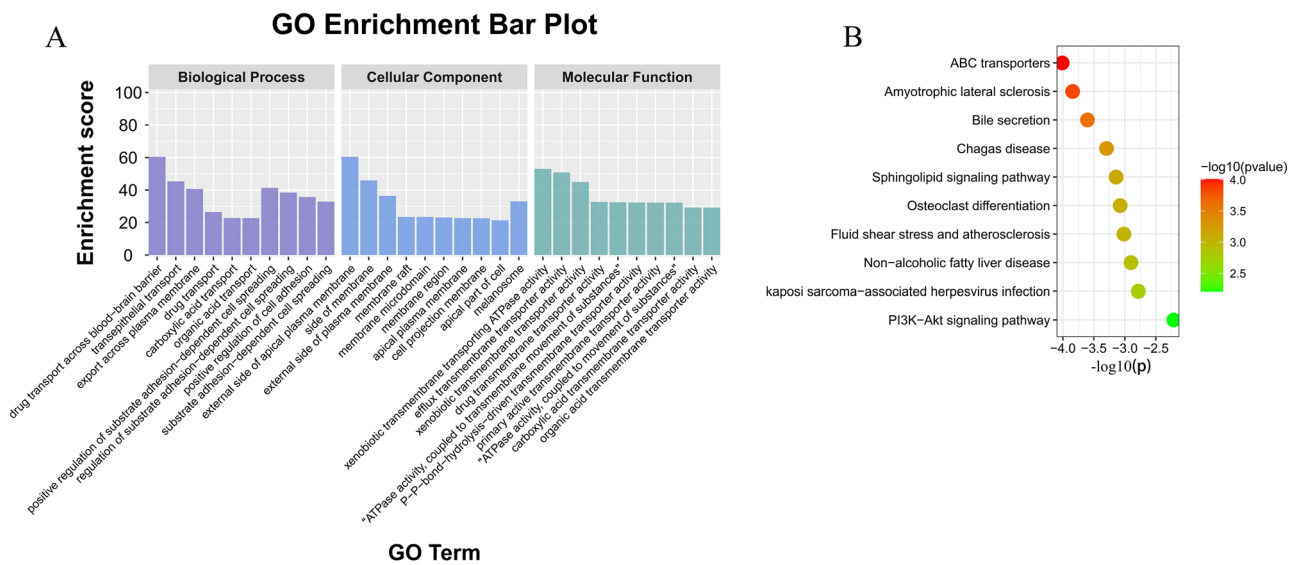 A
GO Enrichment Bar Plot
Enrichment score
Biological Process
Cellular Component
Molecular Function
100
80
60
40
20
0
drug transport across blood−brain barrier
transepithelial transport
export across plasma membrane
drug transport
carboxylic acid transport
organic acid transport
positive regulation of substrate adhesion−dependent cell spreading
regulation of substrate adhesion−dependent cell spreading
positive regulation of cell adhesion
substrate adhesion−dependent cell spreading
external side of apical plasma membrane
side of membrane
external side of plasma membrane
membrane raft
membrane microdomain
membrane region
apical plasma membrane
cell projection membrane
apical part of cell
melanosome
xenobiotic transmembrane transporting ATPase activity
efflux transmembrane transporter activity
xenobiotic transmembrane transporter activity
drug transmembrane transporter activity
"ATPase activity, coupled to transmembrane movement of substances"
P−P−bond−hydrolysis−driven transmembrane transporter activity
primary active transmembrane transporter activity
"ATPase activity, coupled to movement of substances"
carboxylic acid transmembrane transporter activity
organic acid transmembrane transporter activity
GO Term
B
ABC transporters
Amyotrophic lateral sclerosis
Bile secretion
Chagas disease
Sphingolipid signaling pathway
Osteoclast differentiation
Fluid shear stress and atherosclerosis
Non−alcoholic fatty liver disease
kaposi sarcoma−associated herpesvirus infection
PI3K−Akt signaling pathway
−4.0 −3.5 −3.0 −2.5
-log10(p)
−log10(pvalue)
4.0
3.5
3.0
2.5